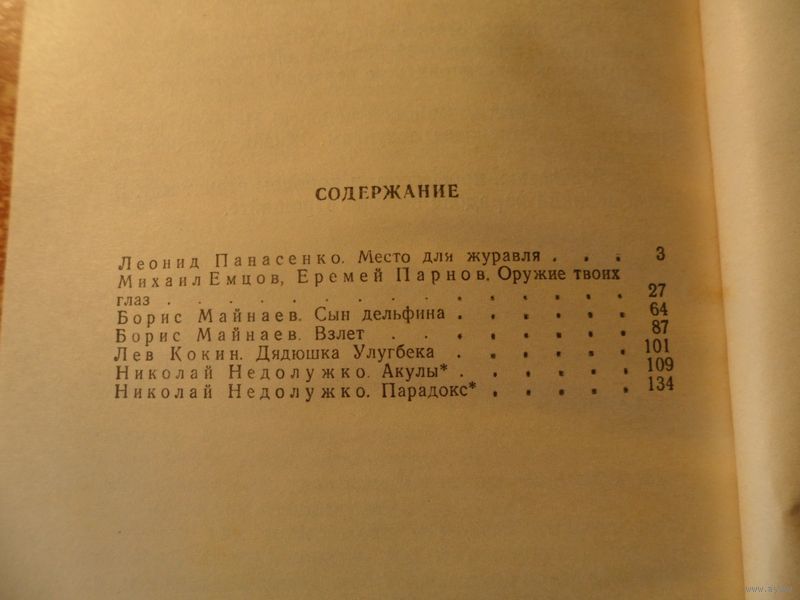 СОДЕРЖАНИЕ
Леонид Панасенко. Место для журавля . . . 3
Михаил Емцов, Еремей Парнов. Оружие твоих
глаз . . . . . . . . . . . . . 27
Борис Майнаев. Сын дельфина . . . . . . 64
Борис Майнаев. Взлет . . . . . . . . 87
Лев Кокин. Дядюшка Улугбека . . . . . . 101
Николай Недолужко. Акулы* . . . . . . 109
Николай Недолужко. Парадокс* . . . . . 134